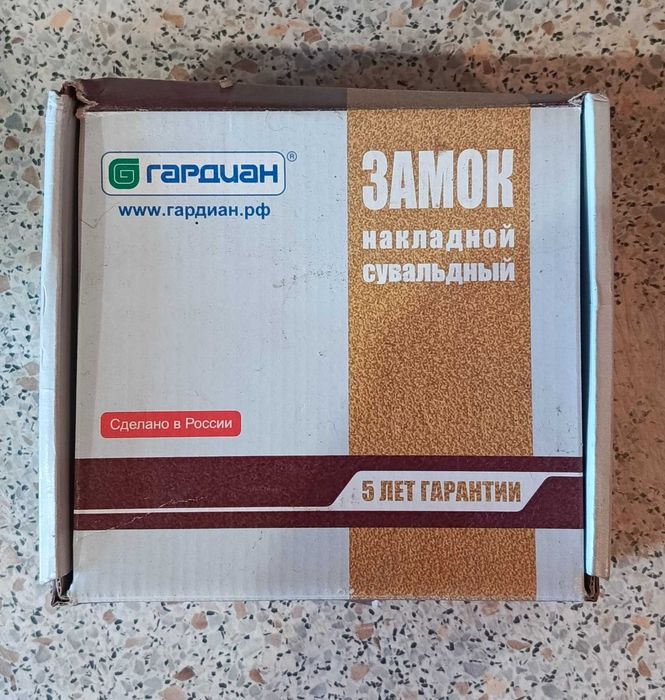 G ГАРДИАН ®
www.гардиан.рф
ЗАМОК
накладной
сувальдный
Сделано в России
5 ЛЕТ ГАРАНТИИ